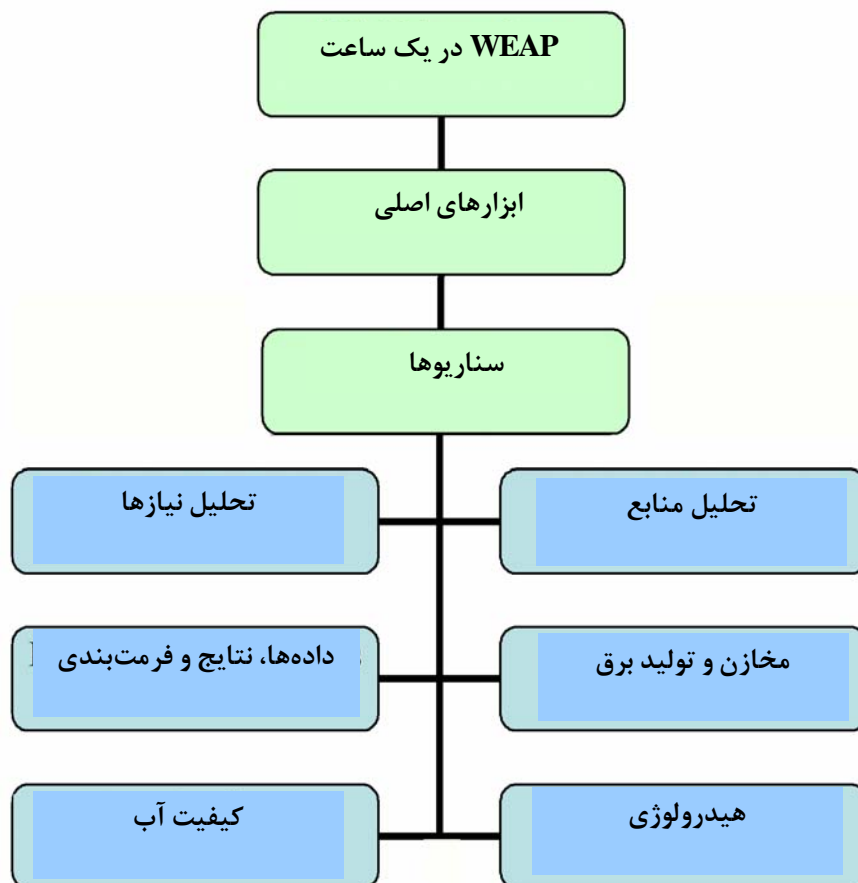 WEAP در یک ساعت
ابزارهای اصلی
سناریوها
تحلیل منابع
تحلیل نیازها
مخازن و تولید برق
داده‌ها، نتایج و فرمت‌بندی
هیدرولوژی
کیفیت آب